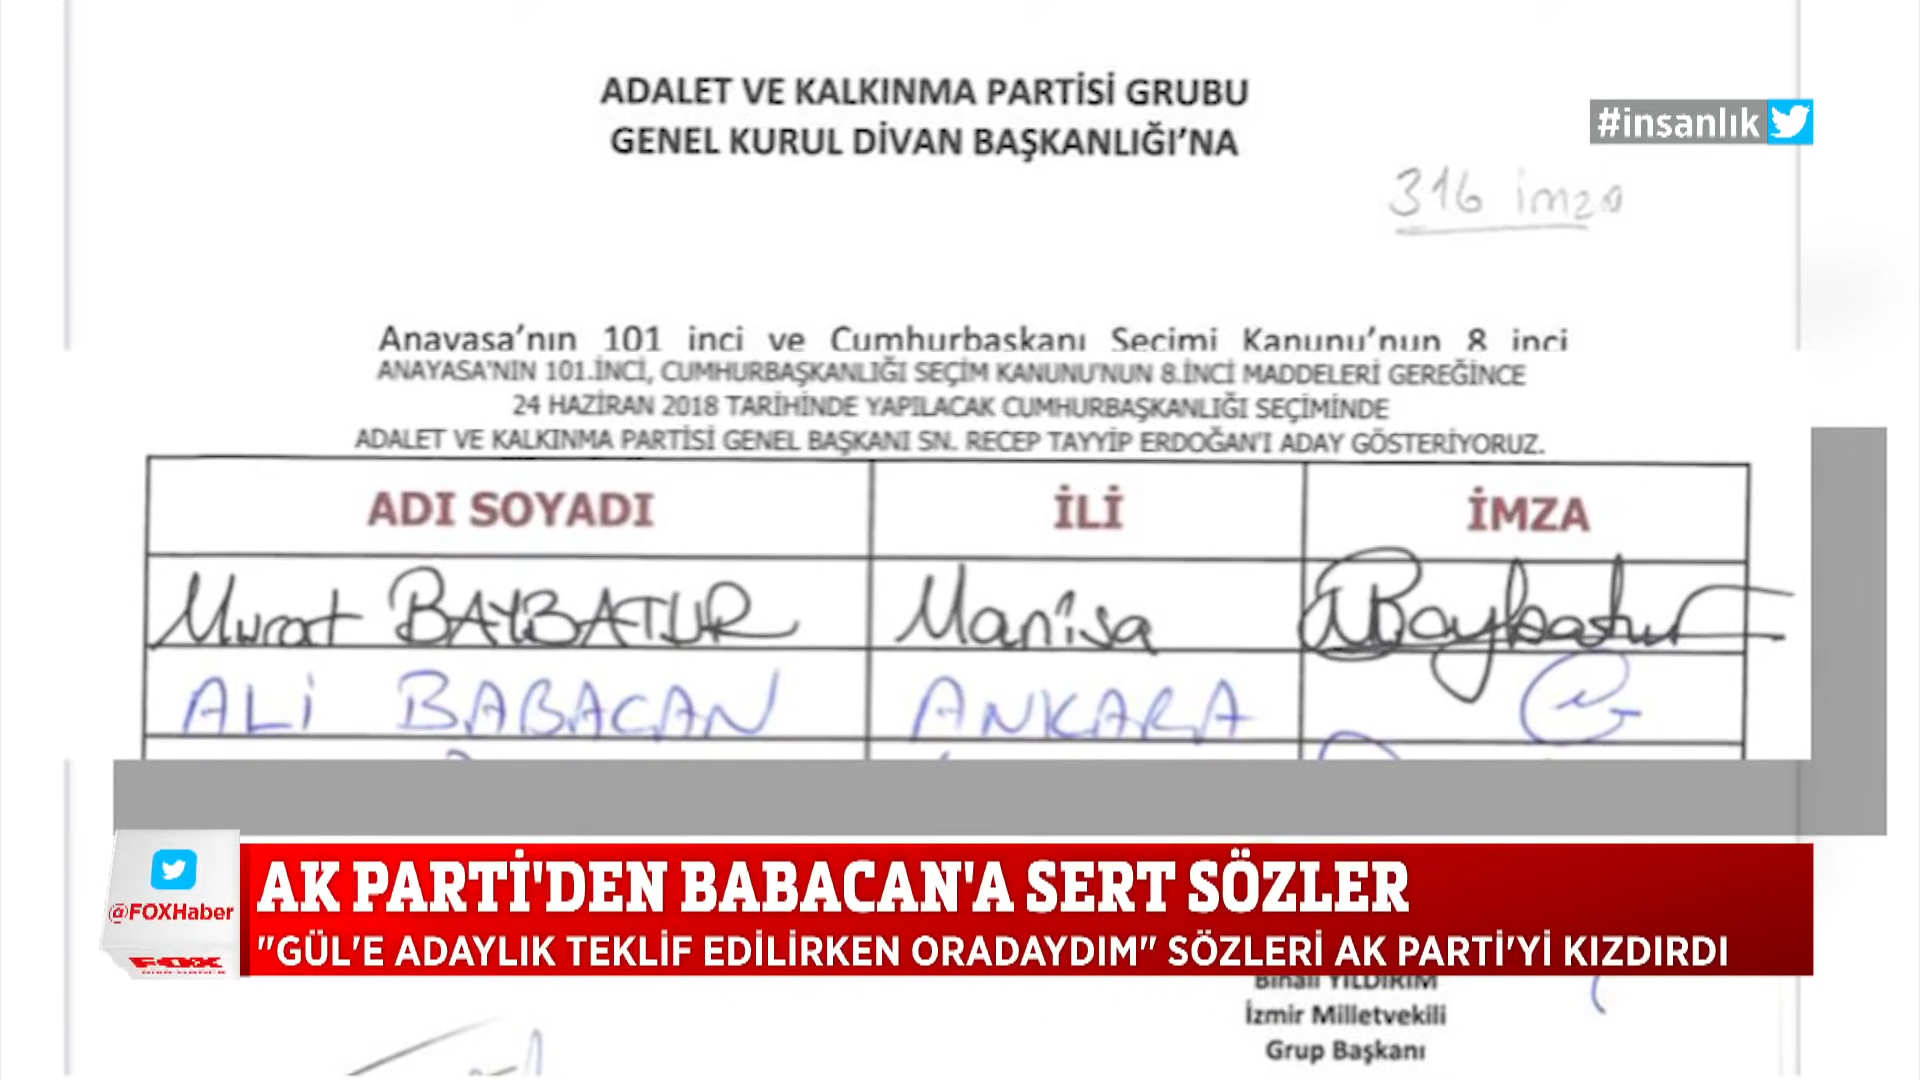 ADALET VE KALKINMA PARTİSİ GRUBU
GENEL KURUL DİVAN BAŞKANLIĞI'NA
#insanlık
316 imza
Anayasa'nın 101 inci ve Cumhurbaşkanı Seçimi Kanunu'nun 8 inci
ANAYASA'NIN 101.İNCİ, CUMHURBAŞKANLIĞI SEÇİM KANUNU'NUN 8.İNCİ MADDELERİ GEREĞİNCE
24 HAZİRAN 2018 TARİHİNDE YAPILACAK CUMHURBAŞKANLIĞI SEÇİMİNDE
ADALET VE KALKINMA PARTİSİ GENEL BAŞKANI SN. RECEP TAYYİP ERDOĞAN'I ADAY GÖSTERİYORUZ.
ADI SOYADI İLİ İMZA
Murat BAYBATUR Manisa Baybatur
ALİ BABACAN ANKARA
@FOXHaber
FOX
AK PARTİ'DEN BABACAN'A SERT SÖZLER
"GÜL'E ADAYLIK TEKLİF EDİLİRKEN ORADAYDIM" SÖZLERİ AK PARTİ'Yİ KIZDIRDI
Binali YILDIRIM
İzmir Milletvekili
Grup Başkanı